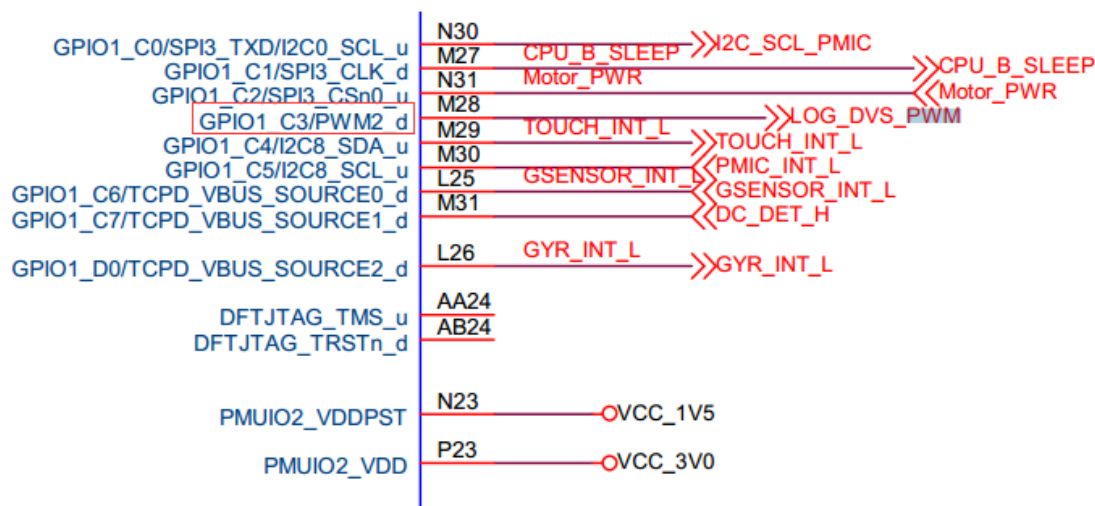 GPIO1_C0/SPI3_TXD/I2C0_SCL_u N30 I2C_SCL_PMIC
GPIO1_C1/SPI3_CLK_d M27 CPU_B_SLEEP CPU_B_SLEEP
GPIO1_C2/SPI3_CSn0_u N31 Motor_PWR Motor_PWR
GPIO1_C3/PWM2_d M28 LOG_DVS_PWM
GPIO1_C4/I2C8_SDA_u M29 TOUCH_INT_L TOUCH_INT_L
GPIO1_C5/I2C8_SCL_u M30 PMIC_INT_L
GPIO1_C6/TCPD_VBUS_SOURCE0_d L25 GSENSOR_INT_L GSENSOR_INT_L
GPIO1_C7/TCPD_VBUS_SOURCE1_d M31 DC_DET_H
GPIO1_D0/TCPD_VBUS_SOURCE2_d L26 GYR_INT_L GYR_INT_L
DFTJTAG_TMS_u AA24
DFTJTAG_TRSTn_d AB24
PMUIO2_VDDPST N23 VCC_1V5
PMUIO2_VDD P23 VCC_3V0